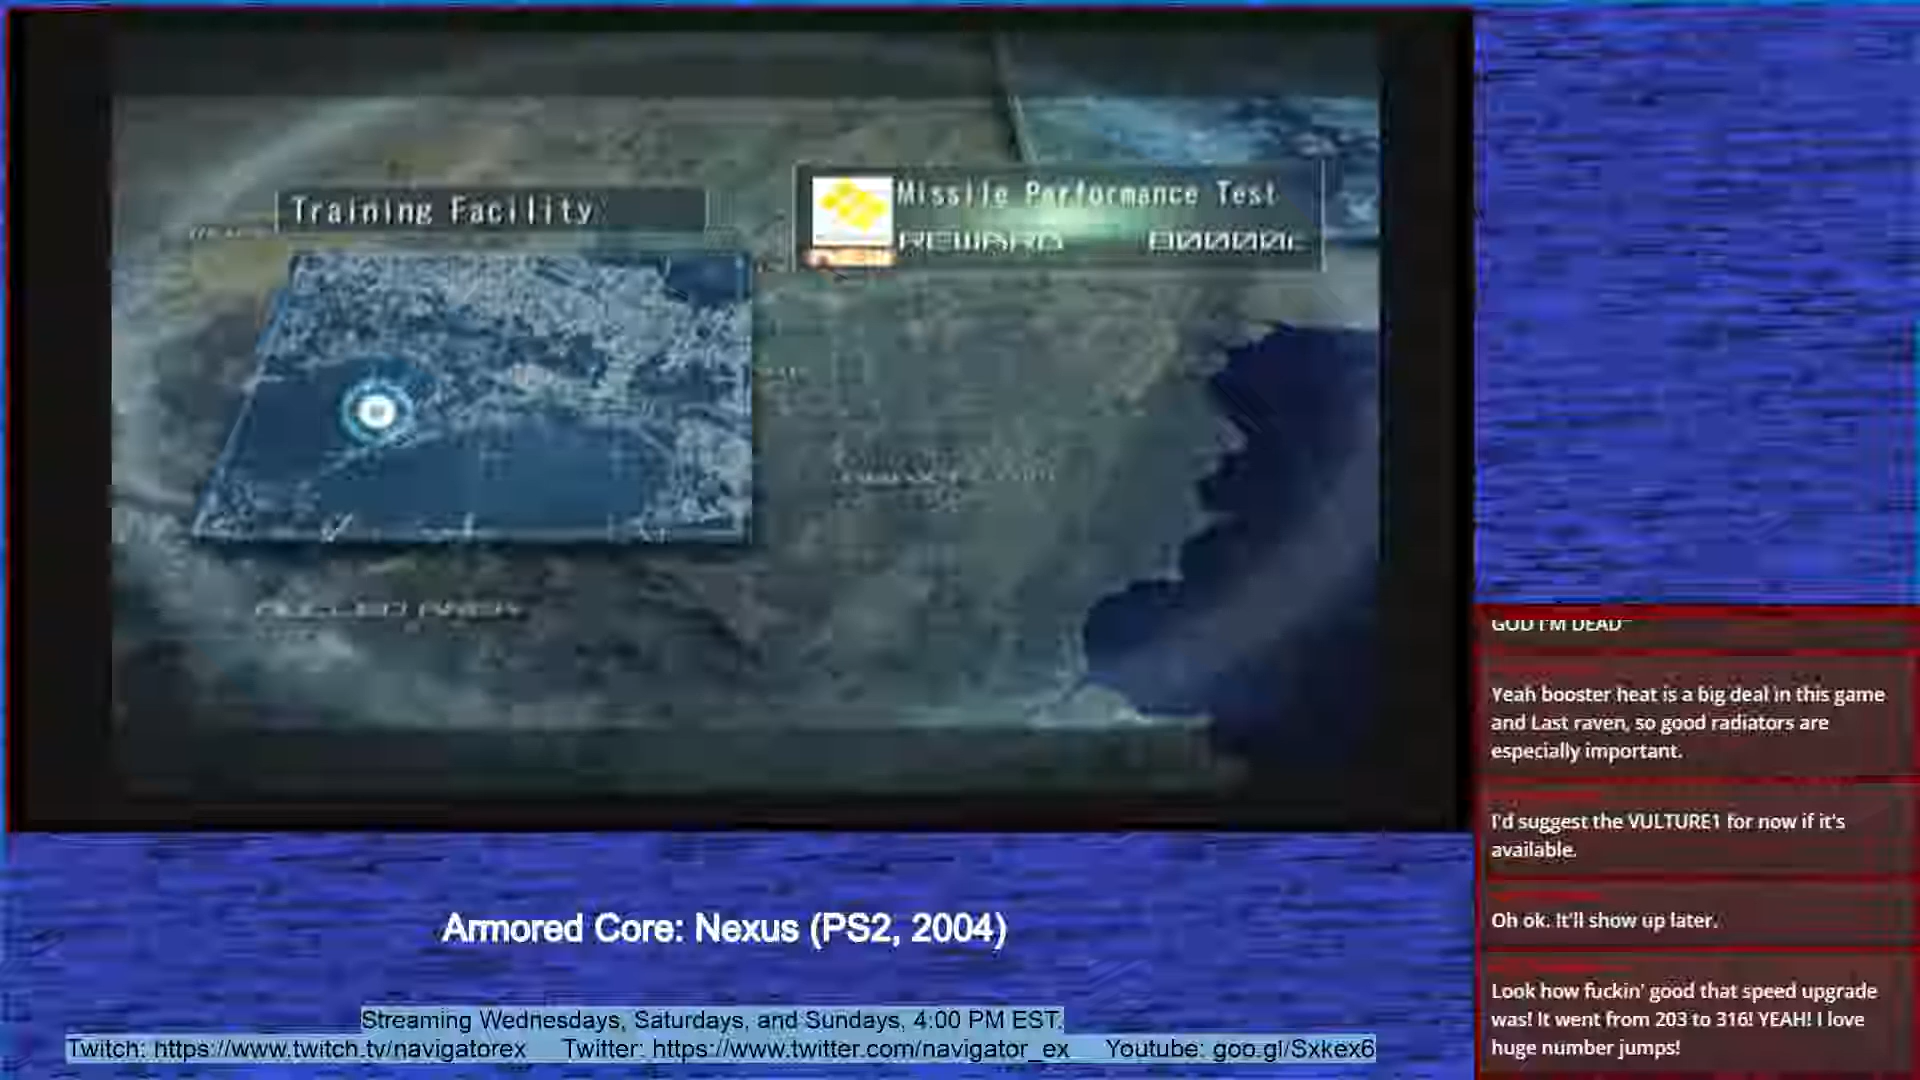 Training Facility
Missile Performance Test
REWARD
GOD I'M DEAD"
Yeah booster heat is a big deal in this game
and Last raven, so good radiators are
especially important.
I'd suggest the VULTURE1 for now if it's
available.
Oh ok. It'll show up later.
Look how fuckin' good that speed upgrade
was! It went from 203 to 316! YEAH! I love
huge number jumps!
Armored Core: Nexus (PS2, 2004)
Streaming Wednesdays, Saturdays, and Sundays, 4:00 PM EST.
Twitch: https://www.twitch.tv/navigatorex Twitter: https://www.twitter.com/navigator_ex Youtube: goo.gl/Sxkex6